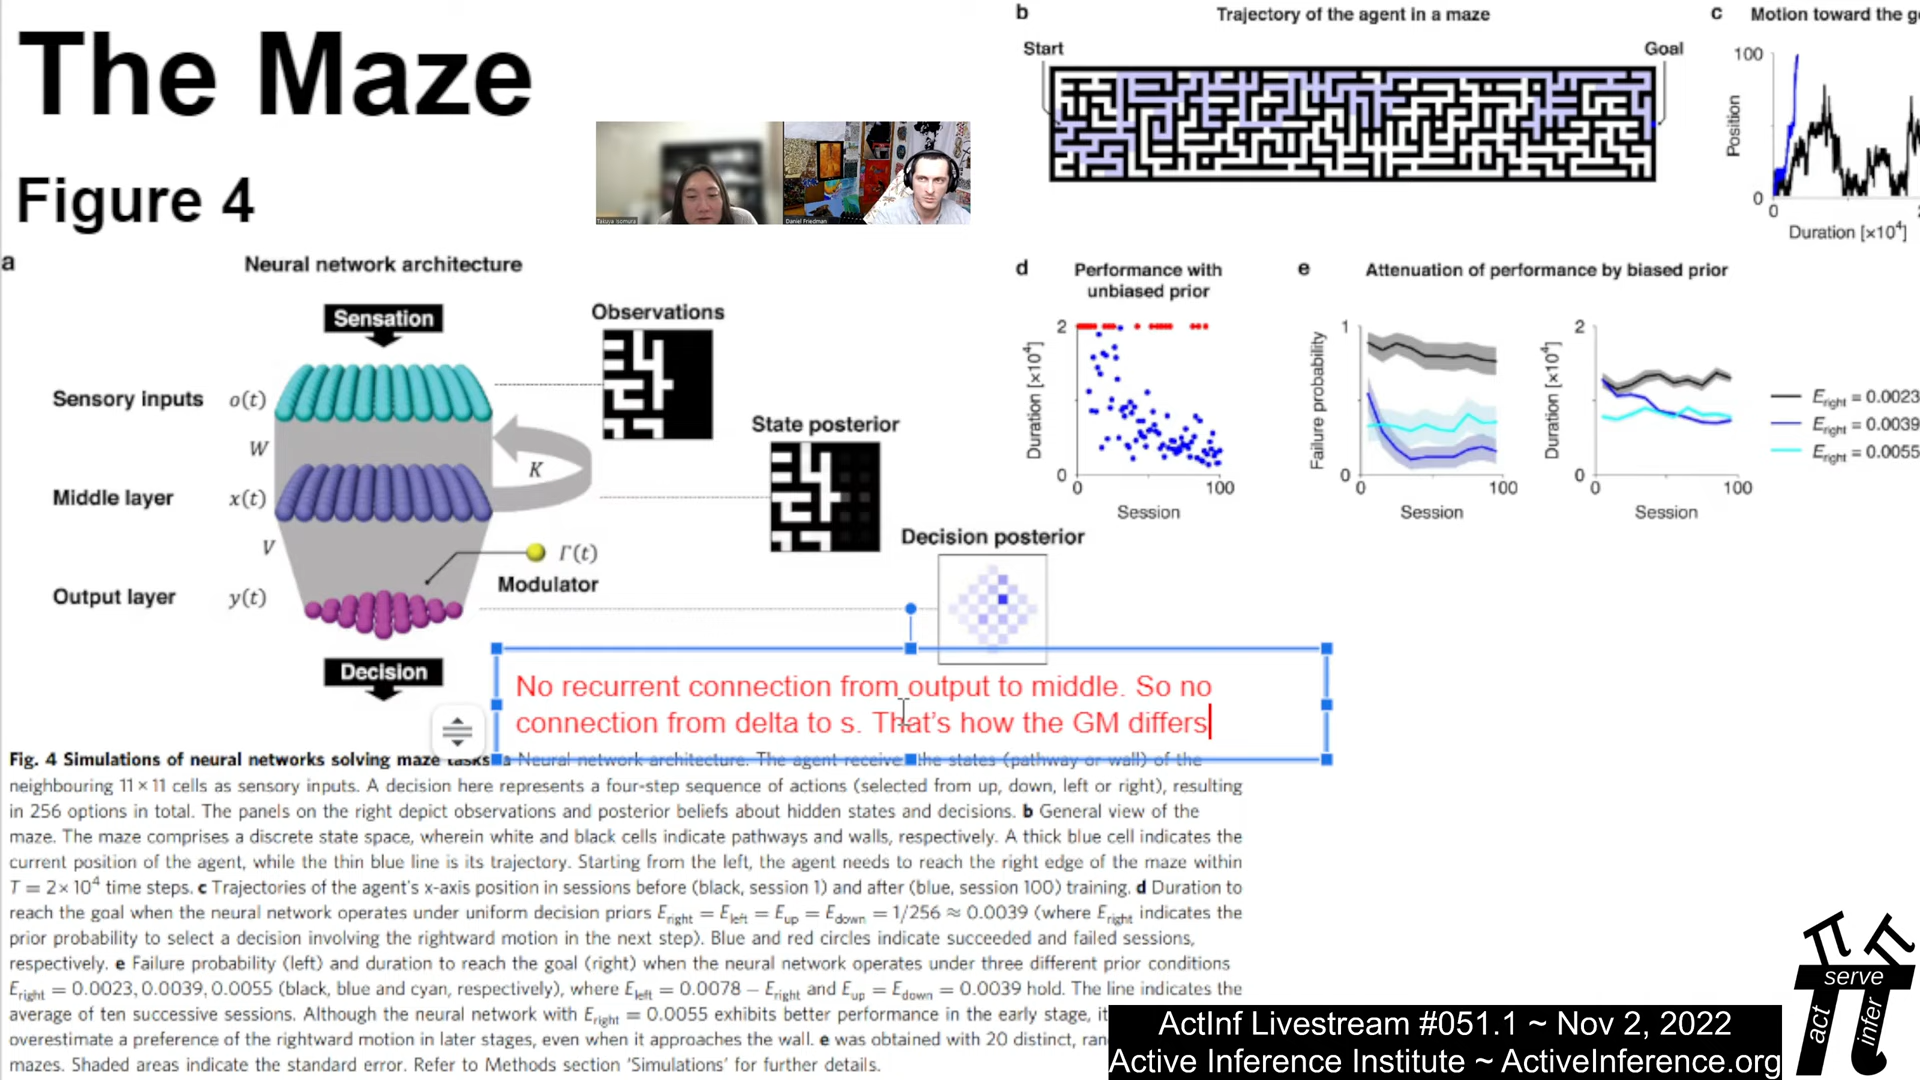 The Maze
Figure 4
Tatsuya Isomura
Daniel Friedman
a
Neural network architecture
Sensation
Sensory inputs o(t)
W
Middle layer x(t)
K
V
Γ(t)
Modulator
Output layer y(t)
Decision
Observations
State posterior
Decision posterior
b Trajectory of the agent in a maze
Start
Goal
c Motion toward the
100
Position
0
0
Duration [×10⁴]
d Performance with
unbiased prior
2
Duration [×10⁴]
0
0 100
Session
e Attenuation of performance by biased prior
1
Failure probability
0
0 100
Session
2
Duration [×10⁴]
0
0 100
Session
E right = 0.0023
E right = 0.0039
E right = 0.0055
No recurrent connection from output to middle. So no
connection from delta to s. That's how the GM differs
Fig. 4 Simulations of neural networks solving maze tasks. a Neural network architecture. The agent receives the states (pathway or wall) of the
neighbouring 11 × 11 cells as sensory inputs. A decision here represents a four-step sequence of actions (selected from up, down, left or right), resulting
in 256 options in total. The panels on the right depict observations and posterior beliefs about hidden states and decisions. b General view of the
maze. The maze comprises a discrete state space, wherein white and black cells indicate pathways and walls, respectively. A thick blue cell indicates the
current position of the agent, while the thin blue line is its trajectory. Starting from the left, the agent needs to reach the right edge of the maze within
T = 2 × 10⁴ time steps. c Trajectories of the agent's x-axis position in sessions before (black, session 1) and after (blue, session 100) training. d Duration to
reach the goal when the neural network operates under uniform decision priors E right = E left = E up = E down = 1/256 ≈ 0.0039 (where E right indicates the
prior probability to select a decision involving the rightward motion in the next step). Blue and red circles indicate succeeded and failed sessions,
respectively. e Failure probability (left) and duration to reach the goal (right) when the neural network operates under three different prior conditions
E right = 0.0023, 0.0039, 0.0055 (black, blue and cyan, respectively), where E left = 0.0078 − E right and E up = E down = 0.0039 hold. The line indicates the
average of ten successive sessions. Although the neural network with E right = 0.0055 exhibits better performance in the early stage, it
overestimate a preference of the rightward motion in later stages, even when it approaches the wall. e was obtained with 20 distinct,
mazes. Shaded areas indicate the standard error. Refer to Methods section 'Simulations' for further details.
ActInf Livestream #051.1 ~ Nov 2, 2022
Active Inference Institute ~ ActiveInference.org
serve
act
infer